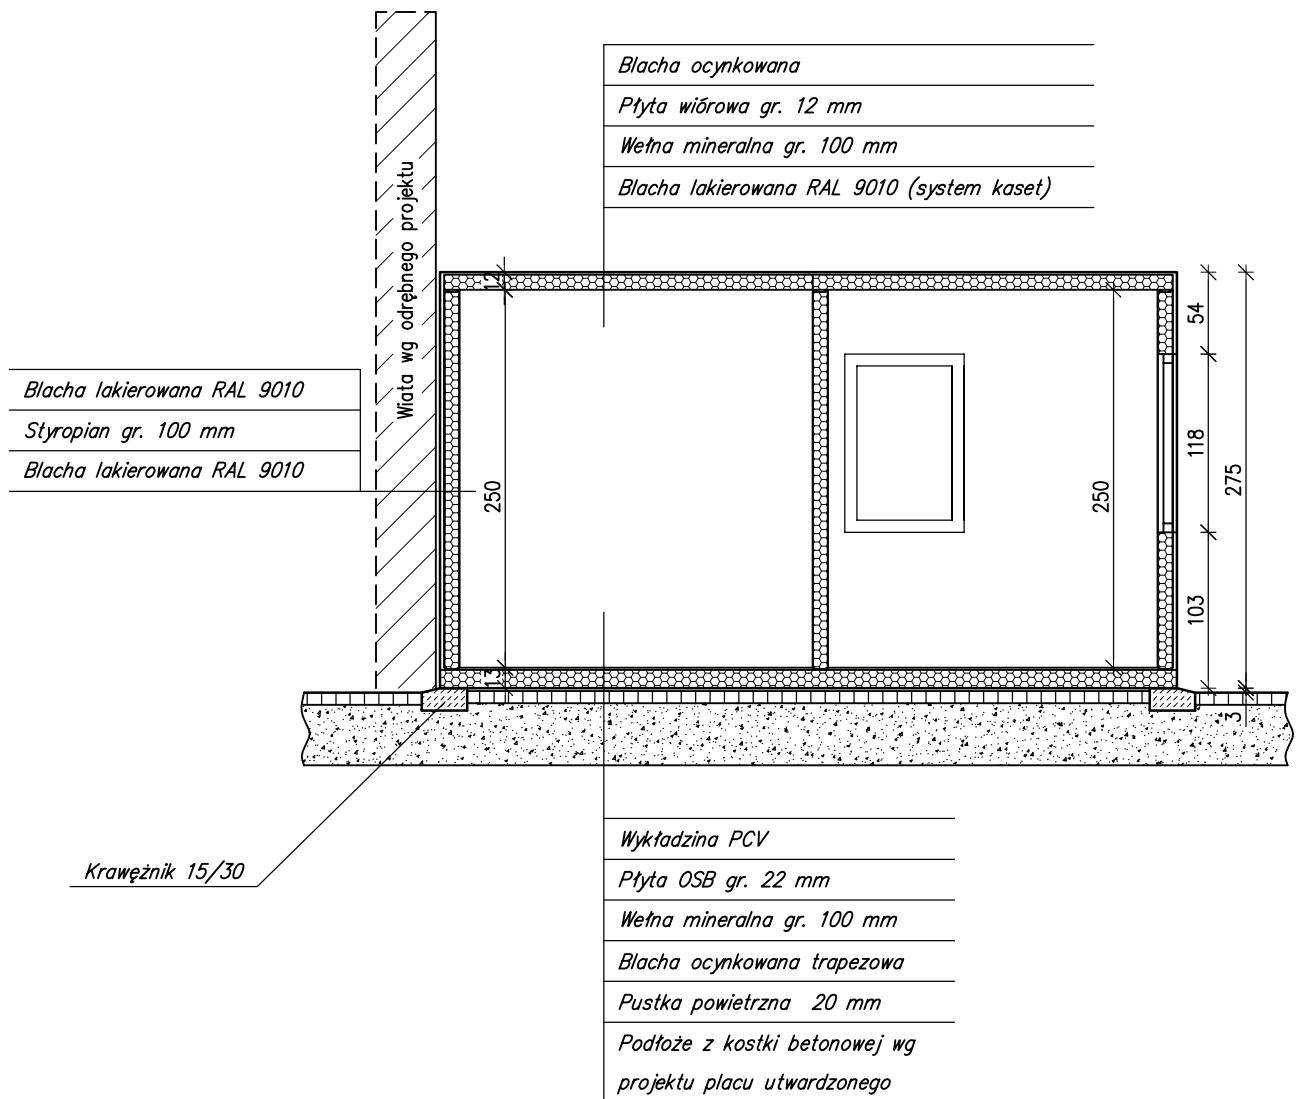 Blacha ocynkowana
Płyta wiórowa gr. 12 mm
Wełna mineralna gr. 100 mm
Blacha lakierowana RAL 9010 (system kaset)
Wiata wg odrębnego projektu
12
54
Blacha lakierowana RAL 9010
Styropian gr. 100 mm
Blacha lakierowana RAL 9010
250
250
118
275
103
13
3
Krawężnik 15/30
Wykładzina PCV
Płyta OSB gr. 22 mm
Wełna mineralna gr. 100 mm
Blacha ocynkowana trapezowa
Pustka powietrzna 20 mm
Podłoże z kostki betonowej wg
projektu placu utwardzonego